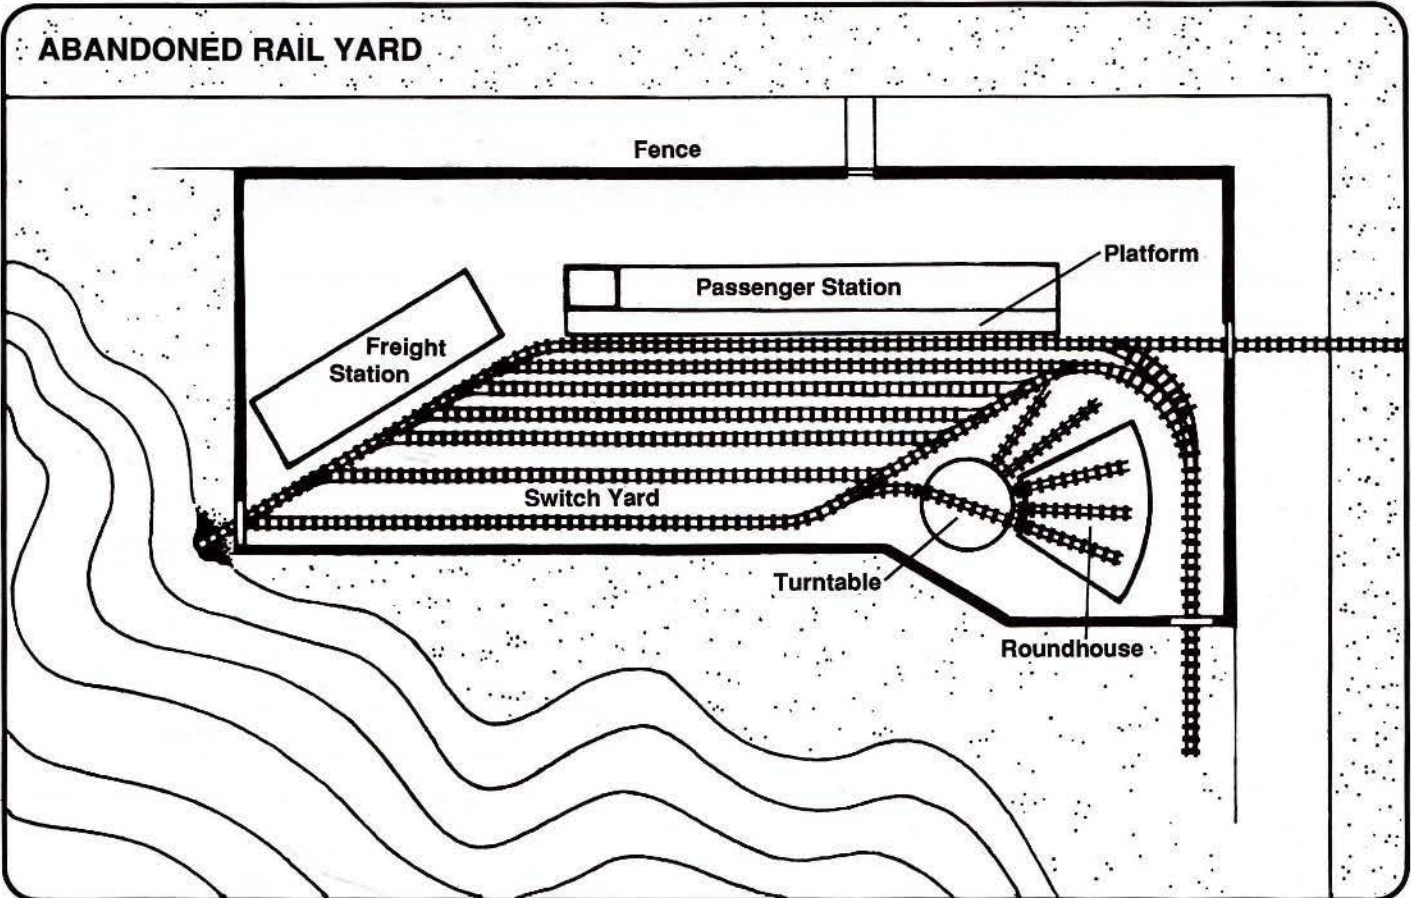 ABANDONED RAIL YARD
Fence
Platform
Passenger Station
Freight
Station
Switch Yard
Turntable
Roundhouse